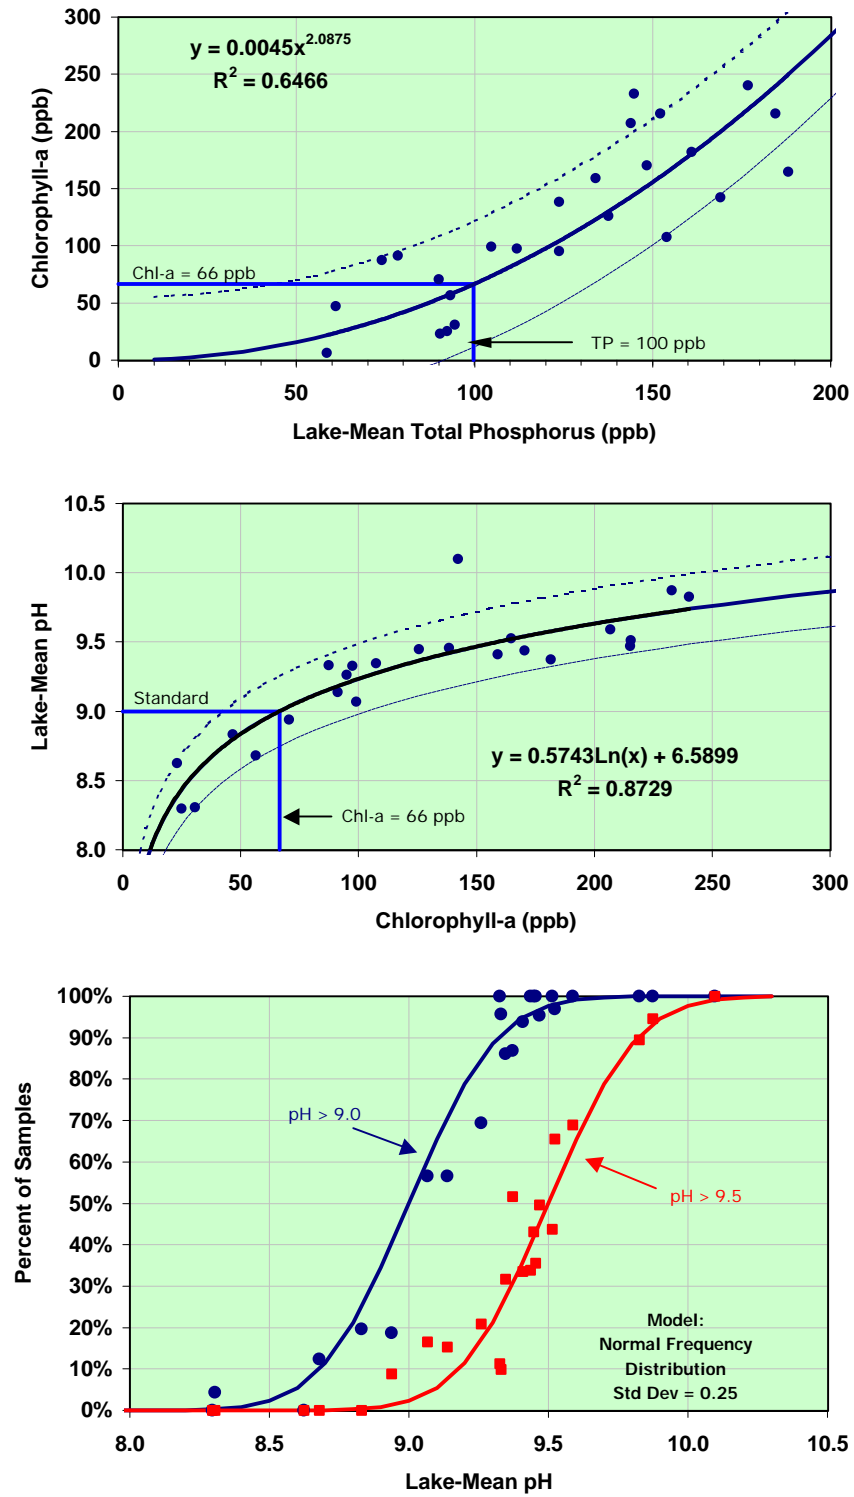 300
250
200
150
100
50
0
Chlorophyll-a (ppb)
y = 0.0045x^2.0875
R² = 0.6466
Chl-a = 66 ppb
TP = 100 ppb
0 50 100 150 200
Lake-Mean Total Phosphorus (ppb)
10.5
10.0
9.5
9.0
8.5
8.0
Lake-Mean pH
Standard
y = 0.5743Ln(x) + 6.5899
R² = 0.8729
Chl-a = 66 ppb
0 50 100 150 200 250 300
Chlorophyll-a (ppb)
100%
90%
80%
70%
60%
50%
40%
30%
20%
10%
0%
Percent of Samples
pH > 9.0
pH > 9.5
Model:
Normal Frequency
Distribution
Std Dev = 0.25
8.0 8.5 9.0 9.5 10.0 10.5
Lake-Mean pH